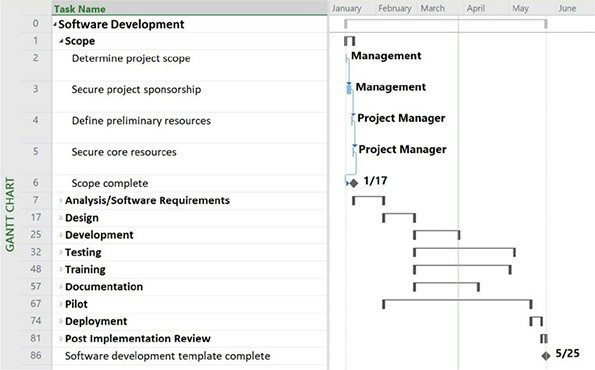 Task Name January February March April May June
0 Software Development
1 Scope
2 Determine project scope Management
3 Secure project sponsorship Management
4 Define preliminary resources Project Manager
5 Secure core resources Project Manager
6 Scope complete 1/17
7 Analysis/Software Requirements
17 Design
25 Development
32 Testing
48 Training
57 Documentation
67 Pilot
74 Deployment
81 Post Implementation Review
86 Software development template complete 5/25
GANTT CHART